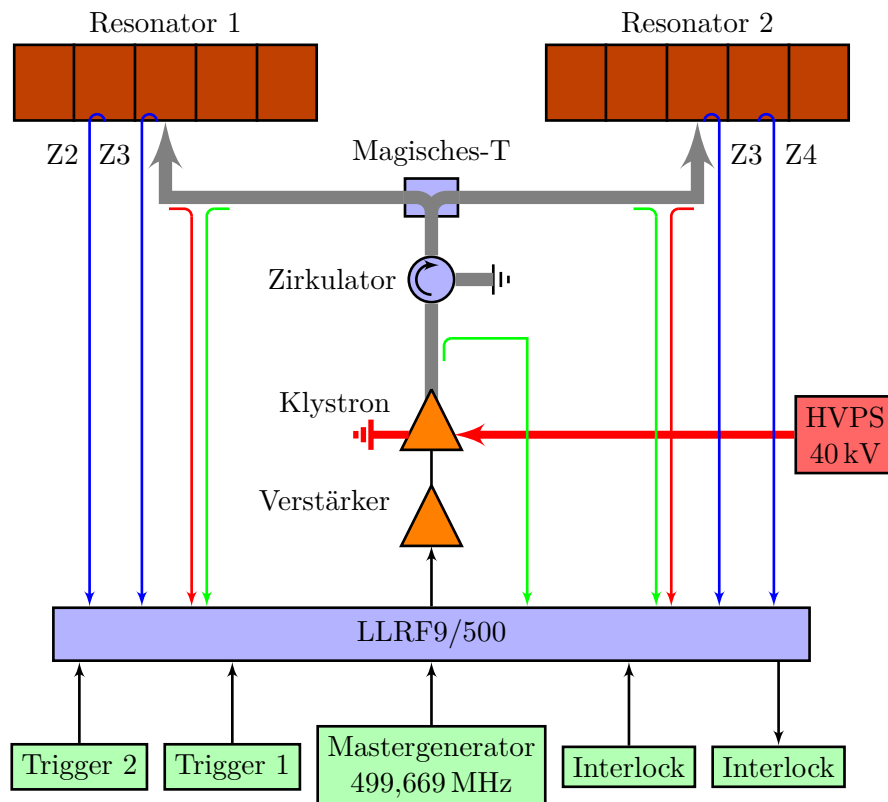 Resonator 1
Resonator 2
Z2
Z3
Magisches-T
Z3
Z4
Zirkulator
Klystron
HVPS
40 kV
Verstärker
LLRF9/500
Trigger 2
Trigger 1
Mastergenerator
499,669 MHz
Interlock
Interlock